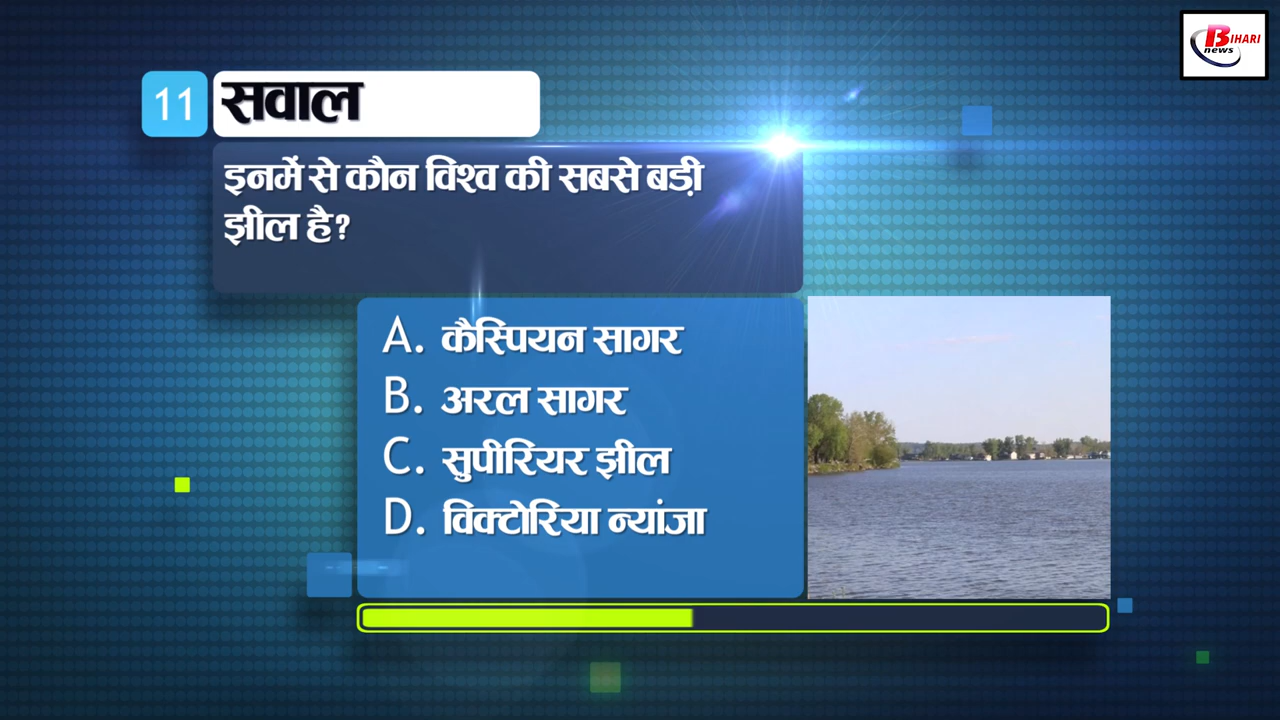 BIHARI
news
11 सवाल
इनमें से कौन विश्व की सबसे बड़ी
झील है?
A. कैस्पियन सागर
B. अरल सागर
C. सुपीरियर झील
D. विक्टोरिया न्यांजा